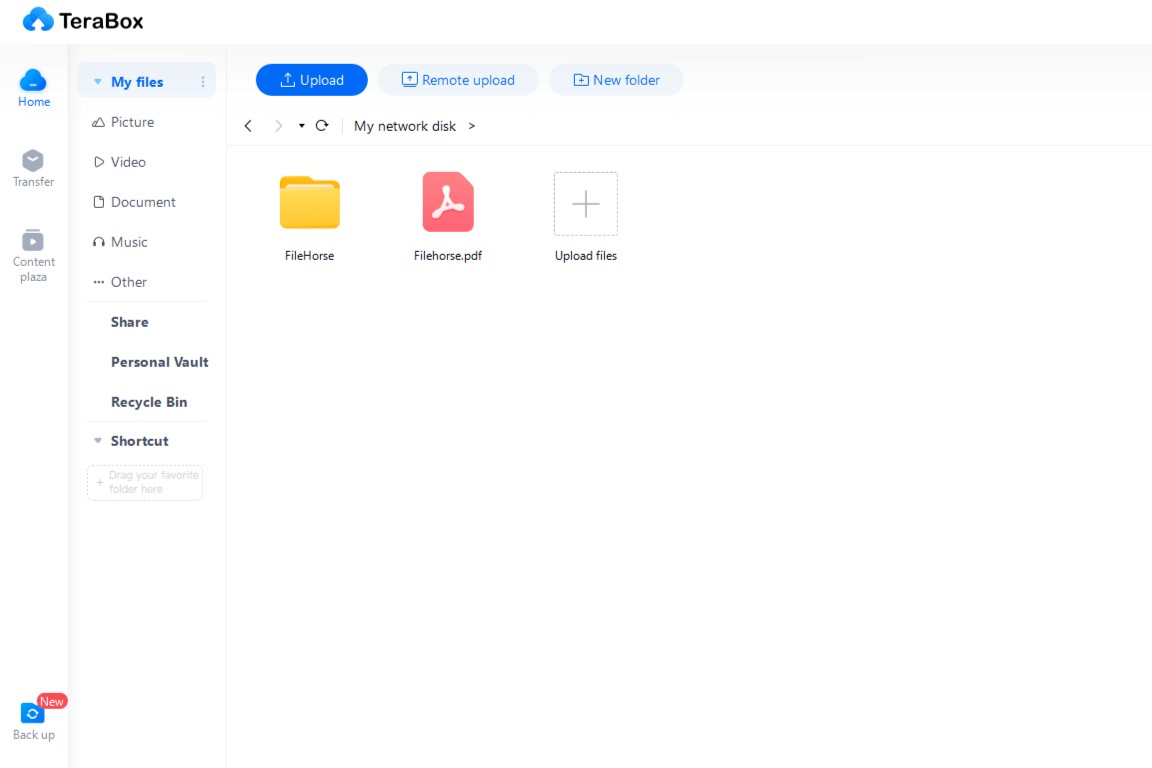 TeraBox
Home
Transfer
Content
plaza
New
Back up
My files
Picture
Video
Document
Music
Other
Share
Personal Vault
Recycle Bin
Shortcut
+ Drag your favorite
folder here
Upload
Remote upload
New folder
My network disk >
FileHorse
Filehorse.pdf
Upload files